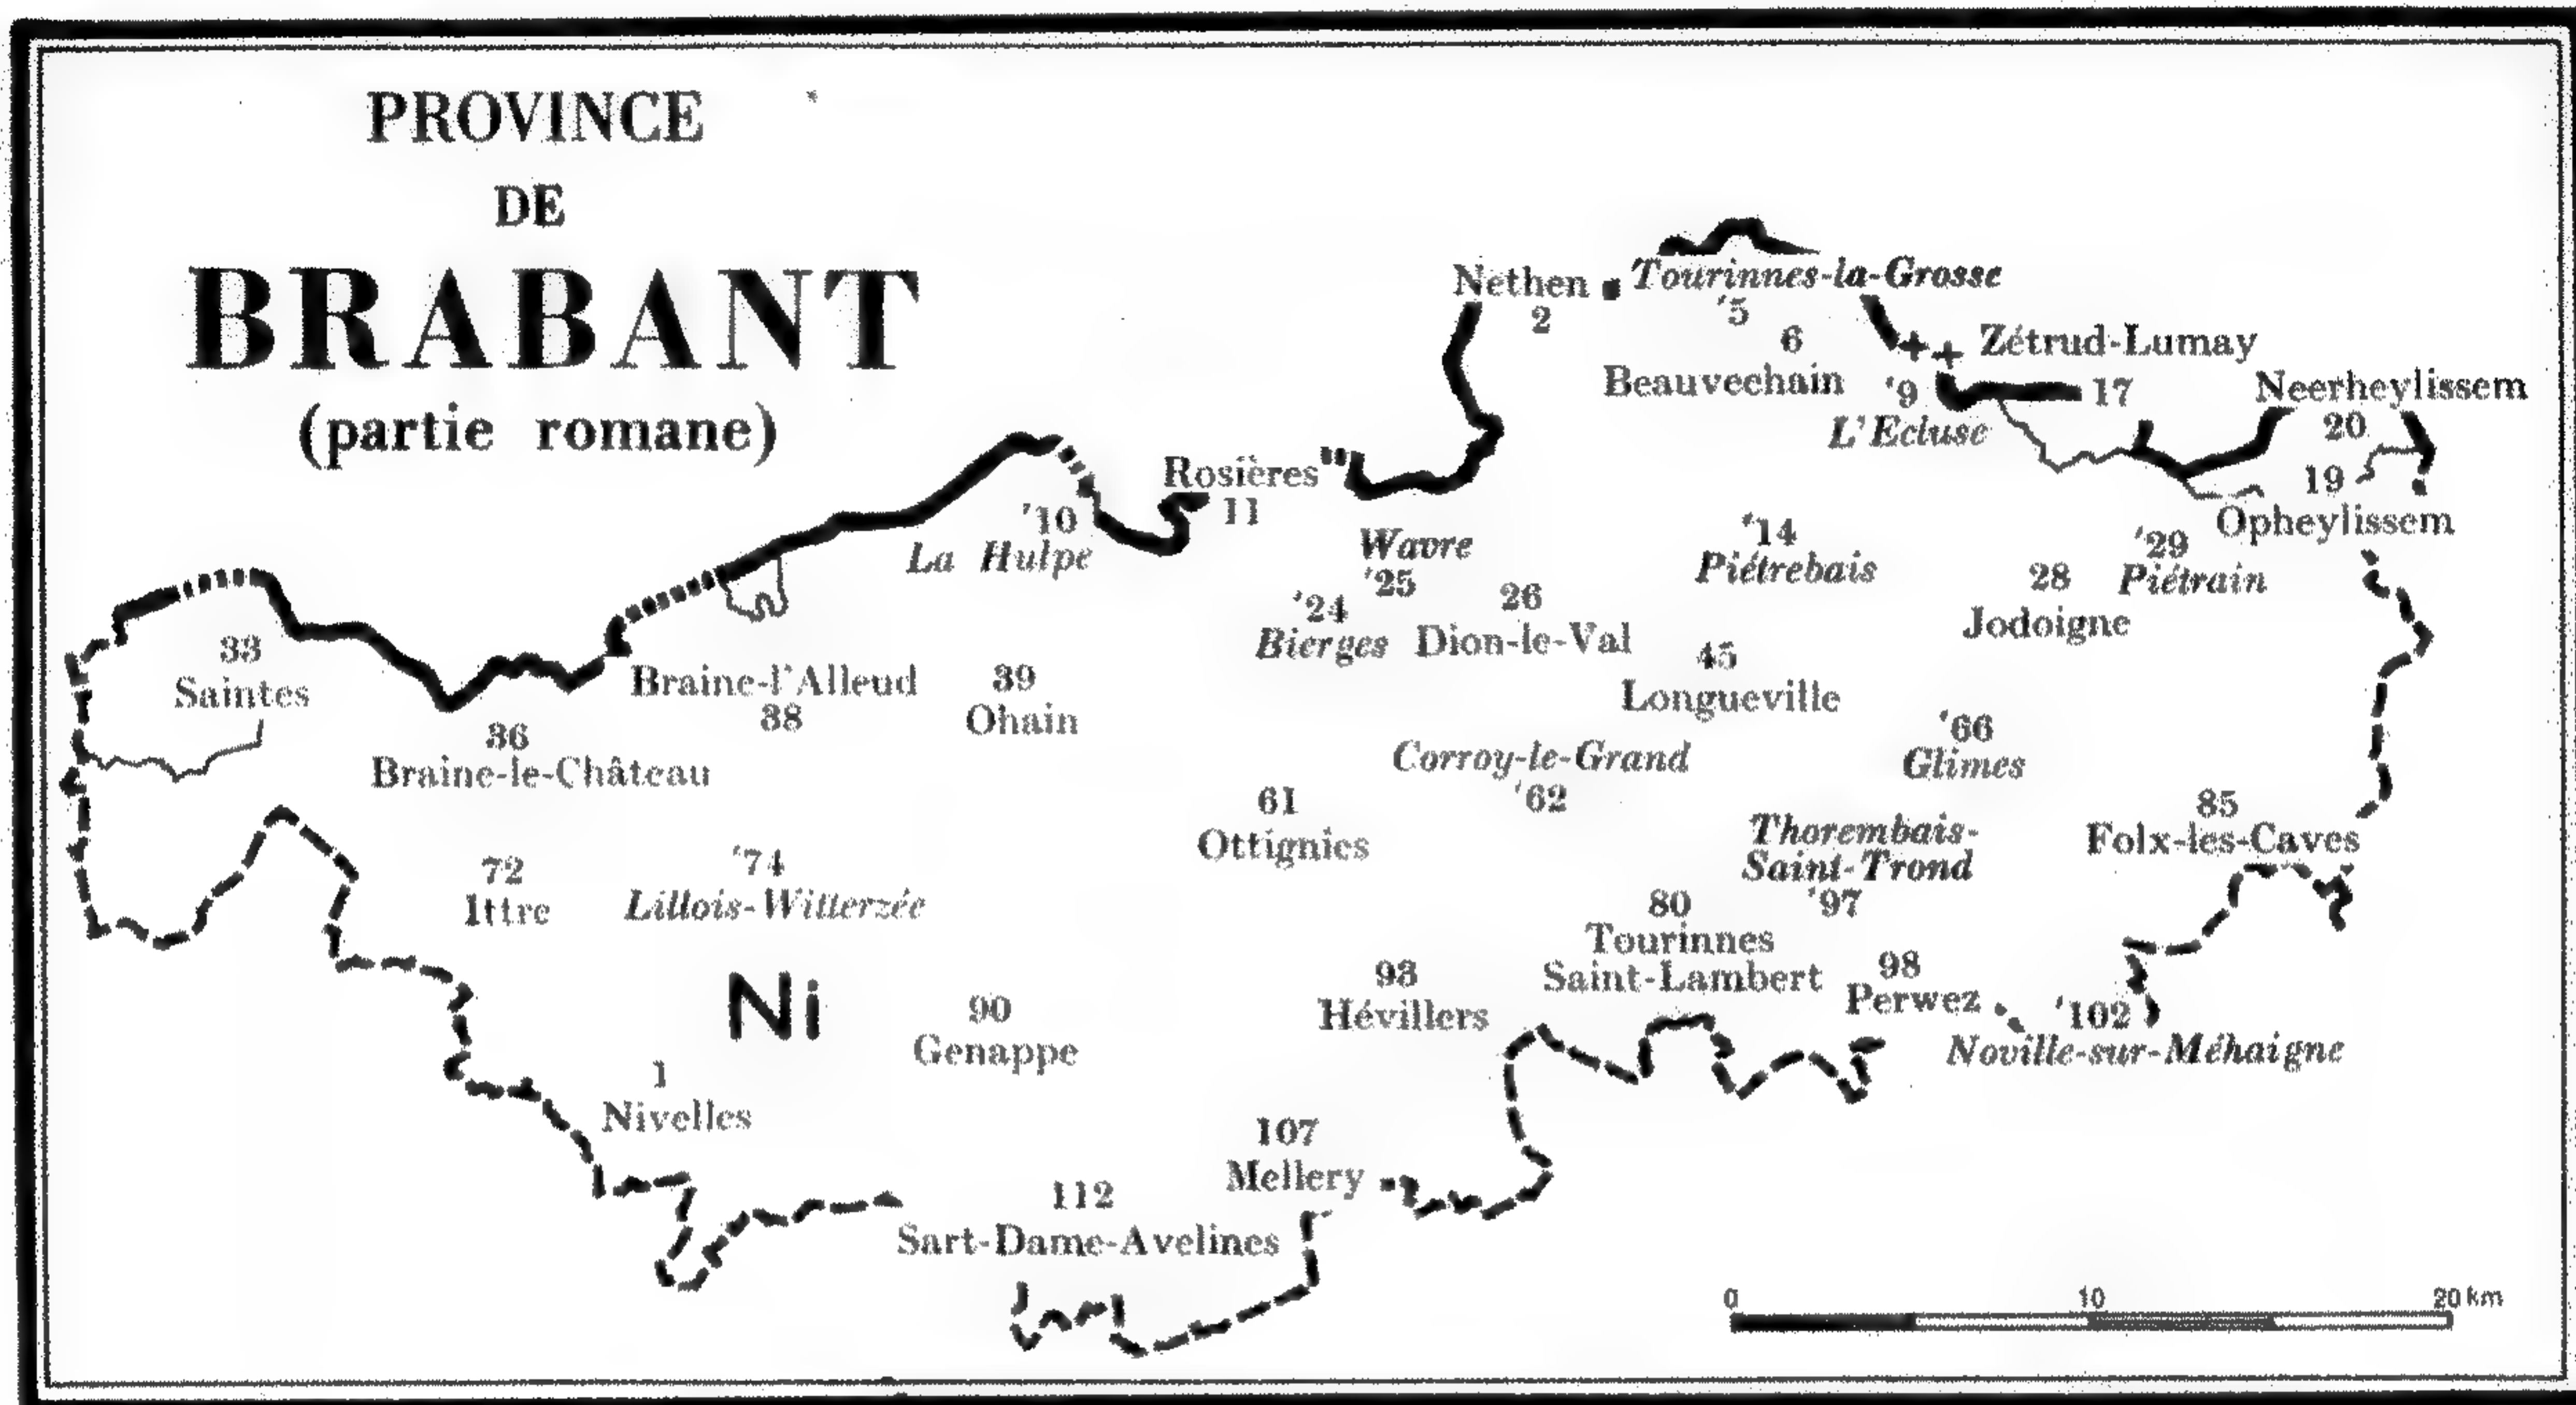 PROVINCE
DE
BRABANT
(partie romane)
Nethen
2
Tourinnes-la-Grosse
'5
6
Beauvechain
Zétrud-Lumay
17
'9
L'Ecluse
Neerheylissem
20
19
Opheylissem
Rosières
11
'10
La Hulpe
Wavre
'25
'24
Bierges
26
Dion-le-Val
'14
Piétrebais
'29
Piétrain
28
Jodoigne
33
Saintes
Braine-l'Alleud
38
39
Ohain
45
Longueville
36
Braine-le-Château
Corroy-le-Grand
'62
'66
Glimes
61
Ottignies
Thorembais-
Saint-Trond
'97
85
Folx-les-Caves
72
Ittre
'74
Lillois-Witterzée
80
Tourinnes
Saint-Lambert
98
Perwez
'102
Noville-sur-Méhaigne
93
Hévillers
Ni
90
Genappe
1
Nivelles
107
Mellery
112
Sart-Dame-Avelines
0 10 20 km